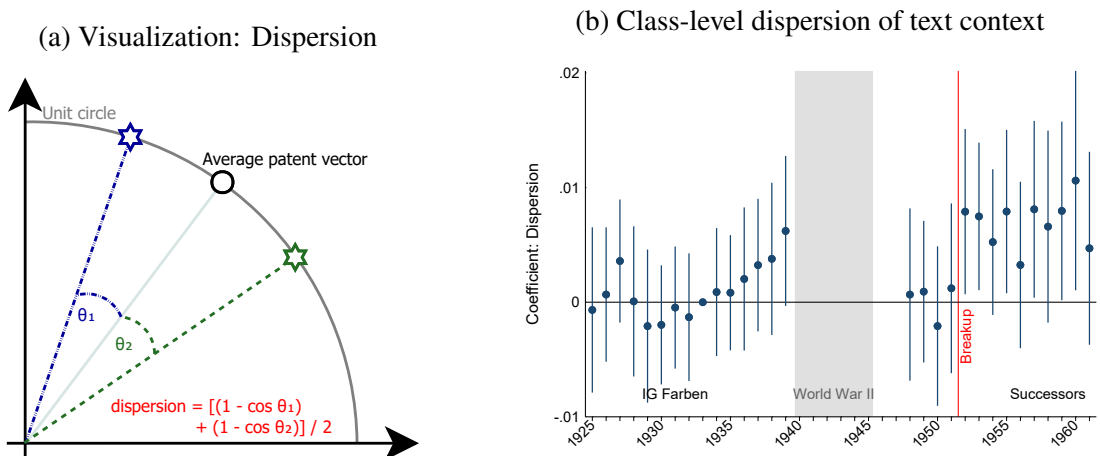 (a) Visualization: Dispersion
Unit circle
Average patent vector
θ₁
θ₂
dispersion = [(1 - cos θ₁)
+ (1 - cos θ₂)] / 2
(b) Class-level dispersion of text context
Coefficient: Dispersion
.02
.01
0
-.01
IG Farben
World War II
Breakup
Successors
1925
1930
1935
1940
1945
1950
1955
1960